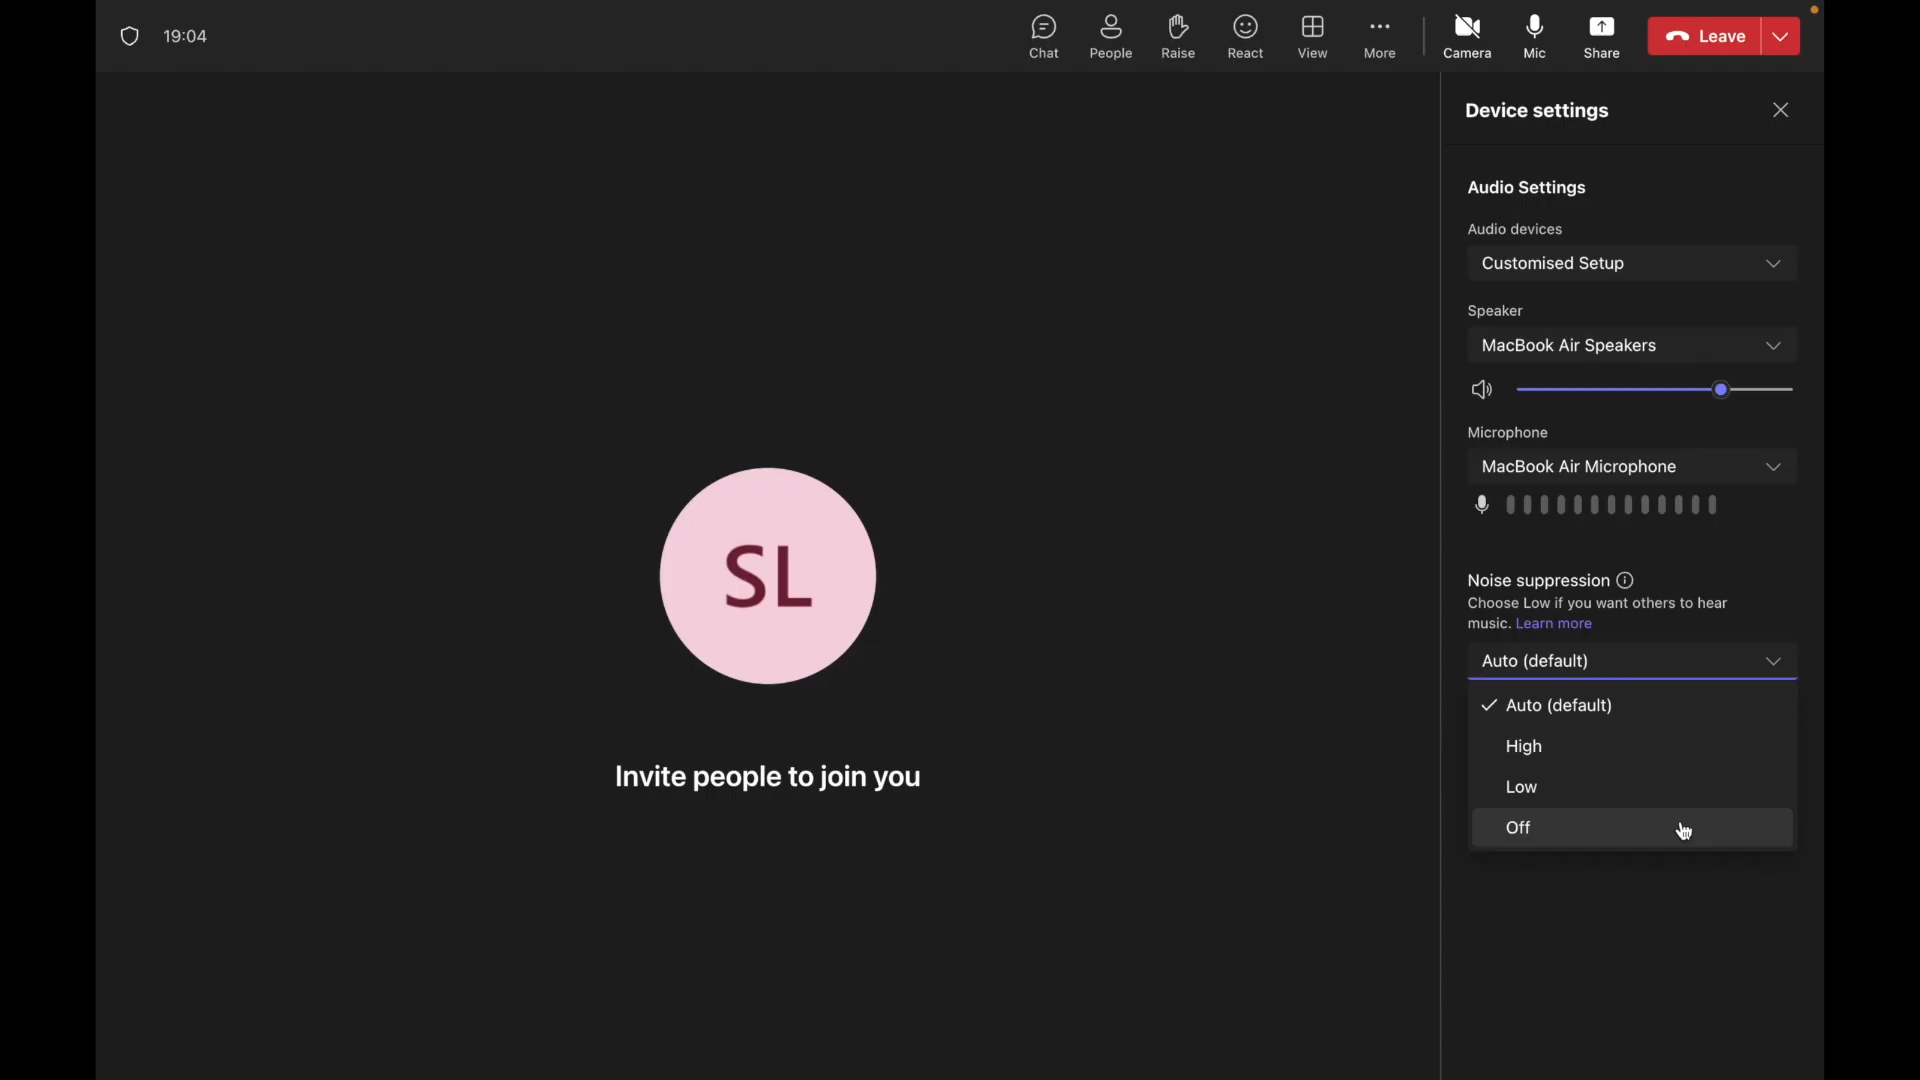 19:04
Chat
People
Raise
React
View
More
Camera
Mic
Share
Leave
Device settings
Audio Settings
Audio devices
Customised Setup
Speaker
MacBook Air Speakers
Microphone
MacBook Air Microphone
Noise suppression
Choose Low if you want others to hear
music. Learn more
Auto (default)
Auto (default)
High
Low
Off
SL
Invite people to join you